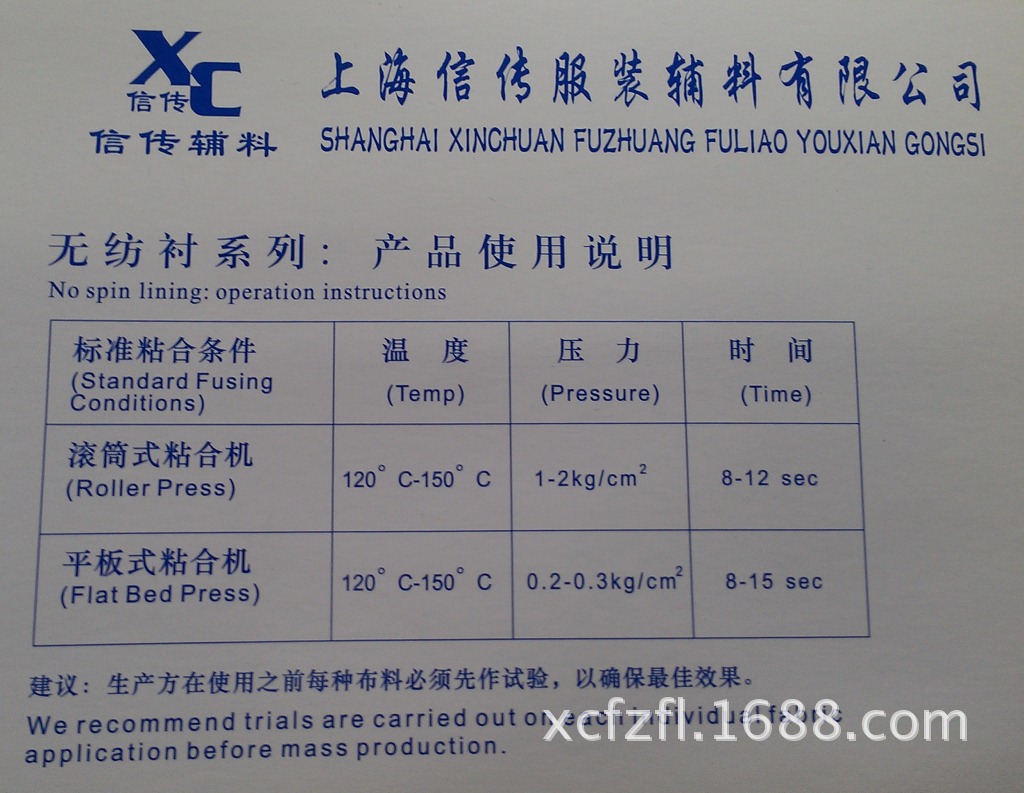 XC
信传
信传辅料
上海信传服装辅料有限公司
SHANGHAI XINCHUAN FUZHUANG FULIAO YOUXIAN GONGSI
无纺衬系列：产品使用说明
No spin lining: operation instructions
标准粘合条件
(Standard Fusing
Conditions)
温 度
(Temp)
压 力
(Pressure)
时 间
(Time)
滚筒式粘合机
(Roller Press)
120°C-150°C
1-2kg/cm²
8-12 sec
平板式粘合机
(Flat Bed Press)
120°C-150°C
0.2-0.3kg/cm²
8-15 sec
建议：生产方在使用之前每种布料必须先作试验，以确保最佳效果。
We recommend trials are carried out on each individual fabric
application before mass production.
xcfzfl.1688.com